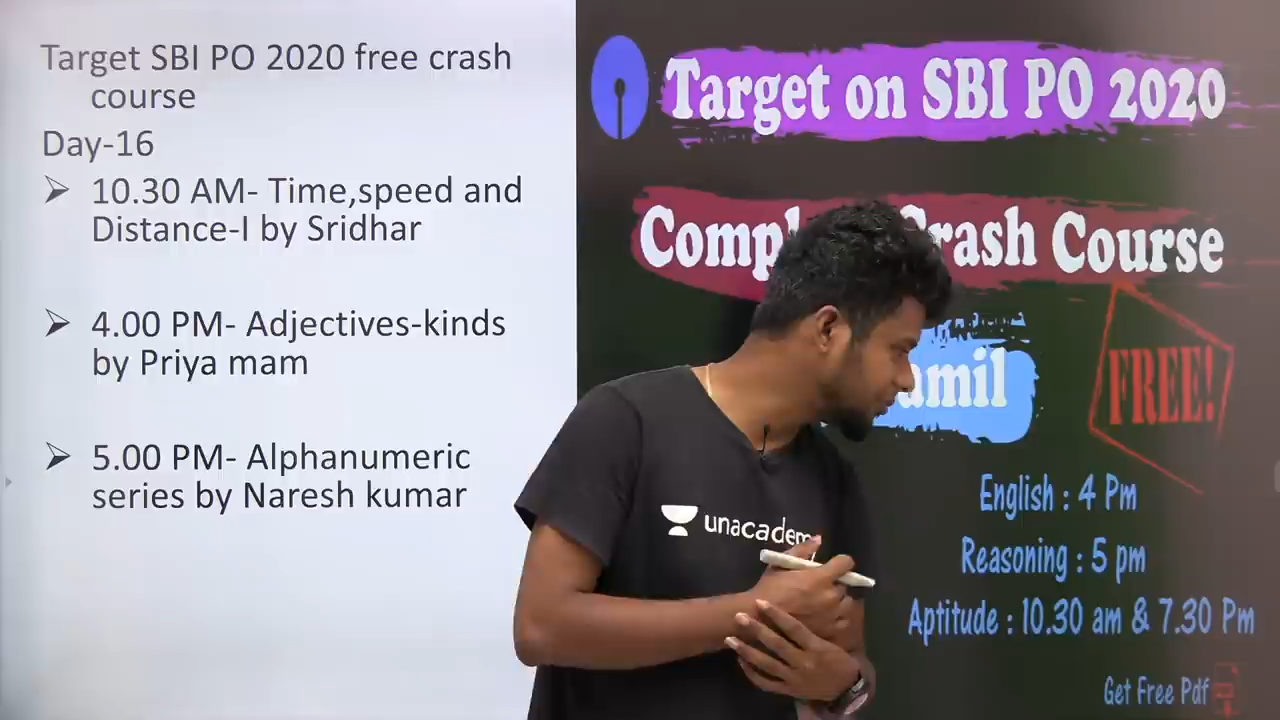 Target SBI PO 2020 free crash
course
Day-16
10.30 AM- Time,speed and
Distance-I by Sridhar
4.00 PM- Adjectives-kinds
by Priya mam
5.00 PM- Alphanumeric
series by Naresh kumar
Target on SBI PO 2020
Crash Course
FREE!
English : 4 Pm
Reasoning : 5 pm
Aptitude : 10.30 am & 7.30 Pm
Get Free Pdf
unacadem